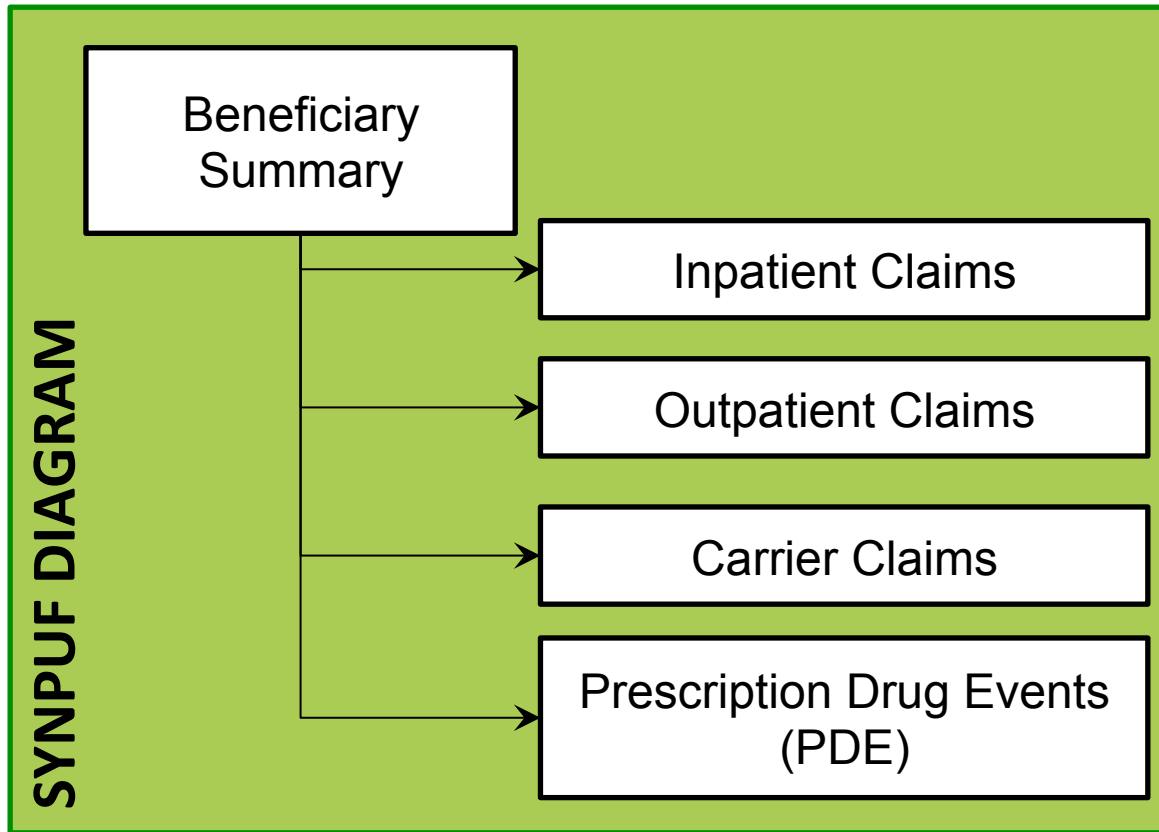 SYNPUF DIAGRAM
Beneficiary
Summary
Inpatient Claims
Outpatient Claims
Carrier Claims
Prescription Drug Events
(PDE)